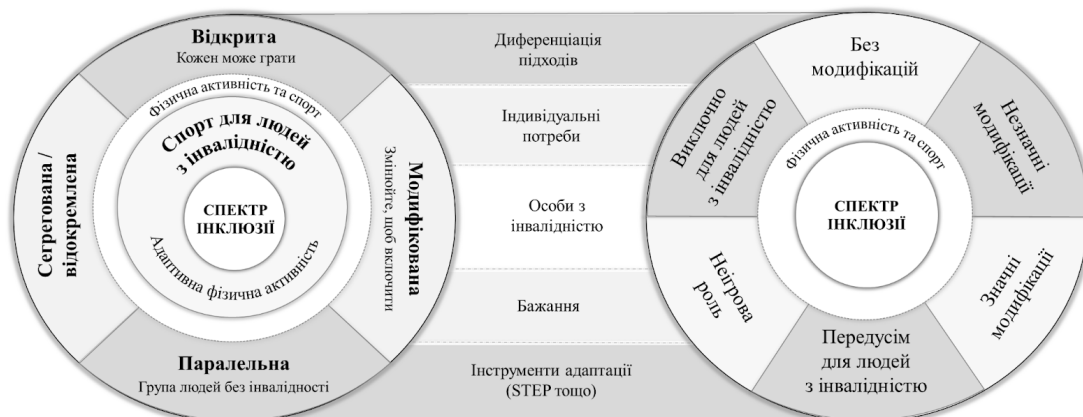 Відкрита
Кожен може грати
Фізична активність та спорт
Спорт для людей
з інвалідністю
СПЕКТР
ІНКЛЮЗІЇ
Адаптивна фізична активність
Сегрегована /
відокремлена
Модифікована
Змінюйте, щоб включити
Паралельна
Група людей без інвалідності
Диференціація
підходів
Індивідуальні
потреби
Особи з
інвалідністю
Бажання
Інструменти адаптації
(STEP тощо)
Без
модифікацій
Незначні
модифікації
Значні
модифікації
Передусім
для людей
з інвалідністю
Неігрова
роль
Виключно
для людей
з інвалідністю
Фізична активність та спорт
СПЕКТР
ІНКЛЮЗІЇ